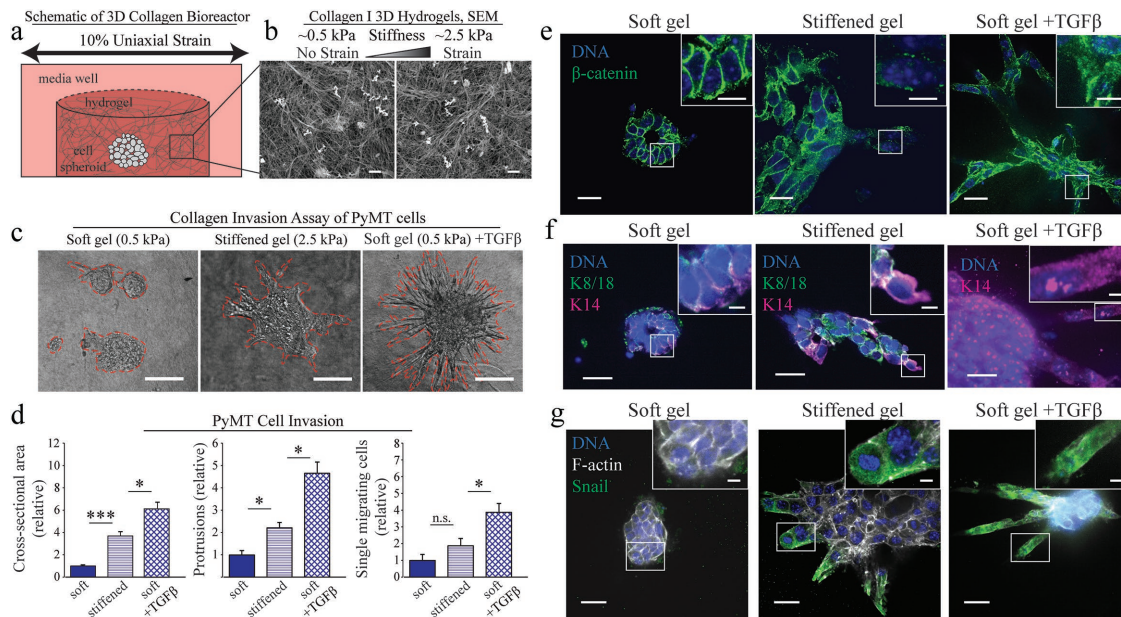 Schematic of 3D Collagen Bioreactor
a
10% Uniaxial Strain
media well
hydrogel
cell
spheroid
b
Collagen I 3D Hydrogels, SEM
~0.5 kPa Stiffness ~2.5 kPa
No Strain Strain
Collagen Invasion Assay of PyMT cells
c
Soft gel (0.5 kPa) Stiffened gel (2.5 kPa) Soft gel (0.5 kPa) +TGFβ
d
PyMT Cell Invasion
Cross-sectional area
(relative)
12
10
8
6
4
2
0
***
*
soft
stiffened
soft
+TGFβ
Protrusions (relative)
6
5
4
3
2
1
0
*
*
soft
stiffened
soft
+TGFβ
Single migrating cells
(relative)
7
6
5
4
3
2
1
0
n.s.
*
soft
stiffened
soft
+TGFβ
e
Soft gel Stiffened gel Soft gel +TGFβ
DNA
β-catenin
f
Soft gel Stiffened gel Soft gel +TGFβ
DNA
K8/18
K14
DNA
K8/18
K14
DNA
K14
g
Soft gel Stiffened gel Soft gel +TGFβ
DNA
F-actin
Snail